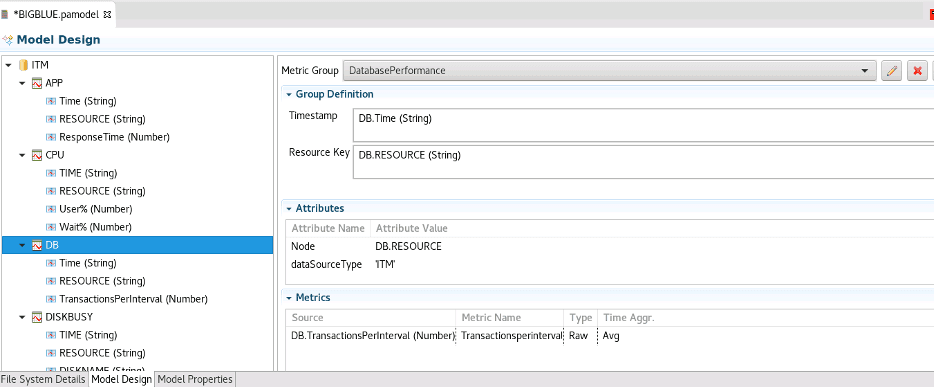 *BIGBLUE.pamodel
Model Design
ITM
APP
Time (String)
RESOURCE (String)
ResponseTime (Number)
CPU
TIME (String)
RESOURCE (String)
User% (Number)
Wait% (Number)
DB
Time (String)
RESOURCE (String)
TransactionsPerInterval (Number)
DISKBUSY
TIME (String)
RESOURCE (String)
DISKNAME (String)
Metric Group DatabasePerformance
Group Definition
Timestamp DB.Time (String)
Resource Key DB.RESOURCE (String)
Attributes
Attribute Name Attribute Value
Node DB.RESOURCE
dataSourceType 'ITM'
Metrics
Source Metric Name Type Time Aggr.
DB.TransactionsPerInterval (Number) Transactionsperinterval Raw Avg
File System Details Model Design Model Properties